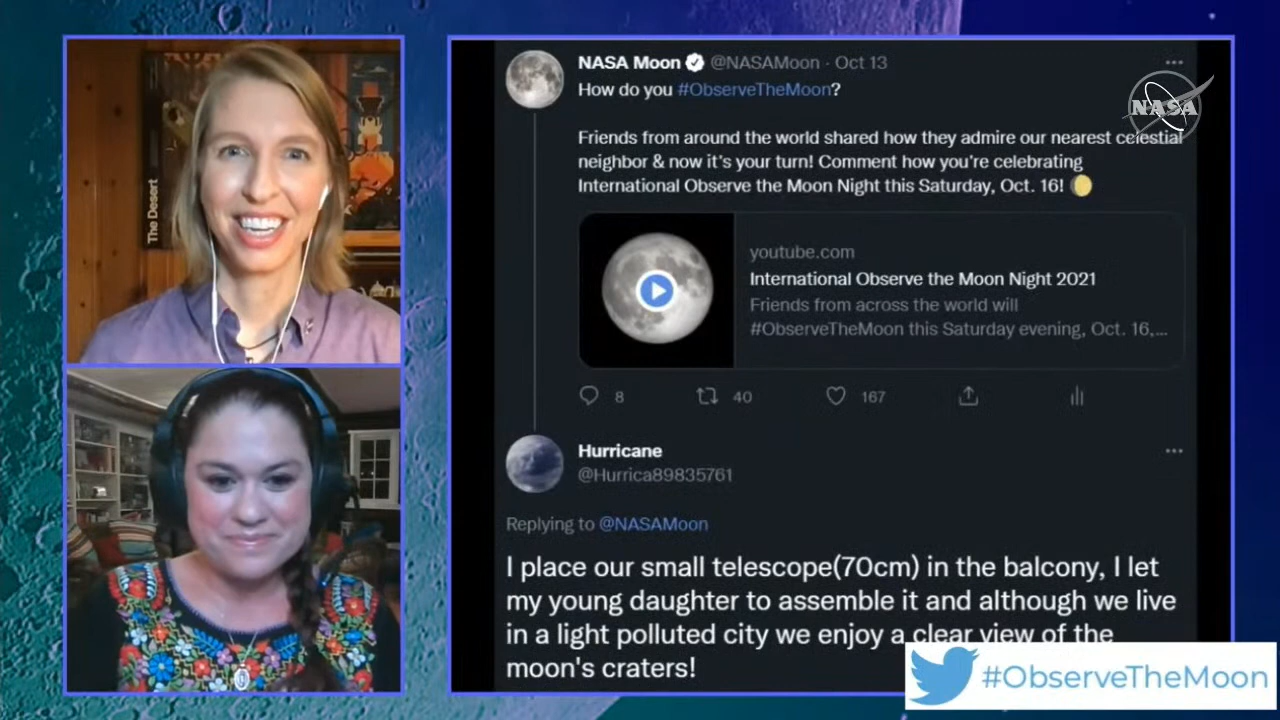 The Desert
NASA Moon @NASAMoon · Oct 13
How do you #ObserveTheMoon?
NASA
Friends from around the world shared how they admire our nearest celestial
neighbor & now it's your turn! Comment how you're celebrating
International Observe the Moon Night this Saturday, Oct. 16!
youtube.com
International Observe the Moon Night 2021
Friends from across the world will
#ObserveTheMoon this Saturday evening, Oct. 16,...
8 40 167
Hurricane
@Hurrica89835761
Replying to @NASAMoon
I place our small telescope(70cm) in the balcony, I let
my young daughter to assemble it and although we live
in a light polluted city we enjoy a clear view of the
moon's craters!
#ObserveTheMoon